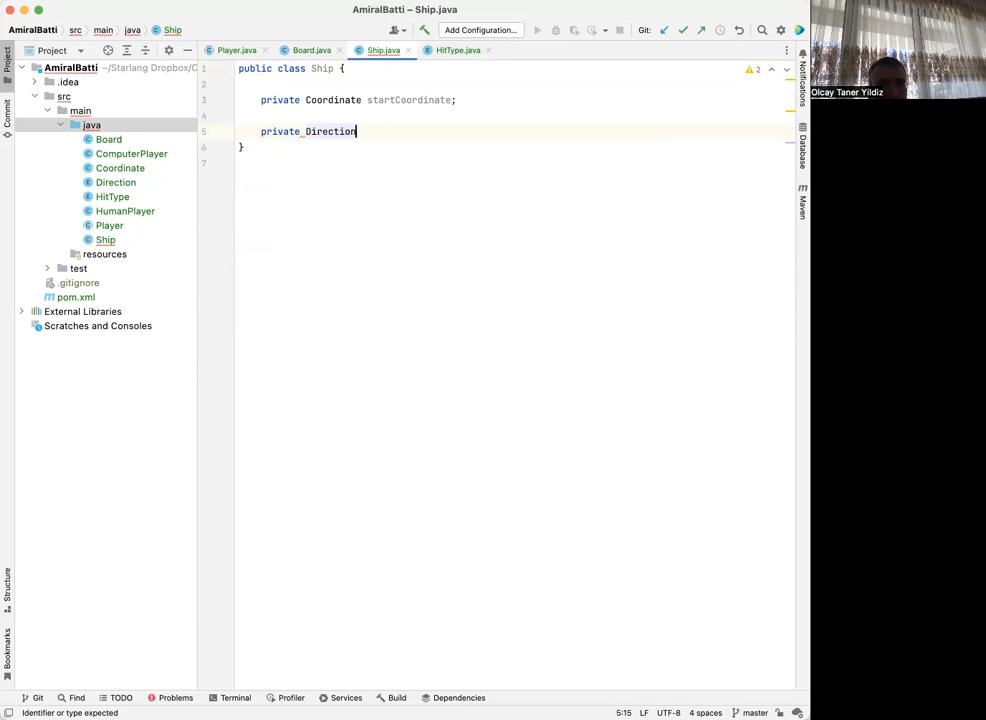 AmiralBatti – Ship.java
AmiralBatti src main java Ship Add Configuration... Git:
Project Player.java Board.java Ship.java HitType.java
AmiralBatti ~/Starlang Dropbox/C
.idea
src
main
java
Board
ComputerPlayer
Coordinate
Direction
HitType
HumanPlayer
Player
Ship
resources
test
.gitignore
pom.xml
External Libraries
Scratches and Consoles
1 public class Ship { 2
2
3 private Coordinate startCoordinate;
4
5 private Direction
6 }
7
Project
Commit
Structure
Bookmarks
Notifications
Database
m
Maven
Olcay Taner Yildiz
Git Find TODO Problems Terminal Profiler Services Build Dependencies
Identifier or type expected 5:15 LF UTF-8 4 spaces master